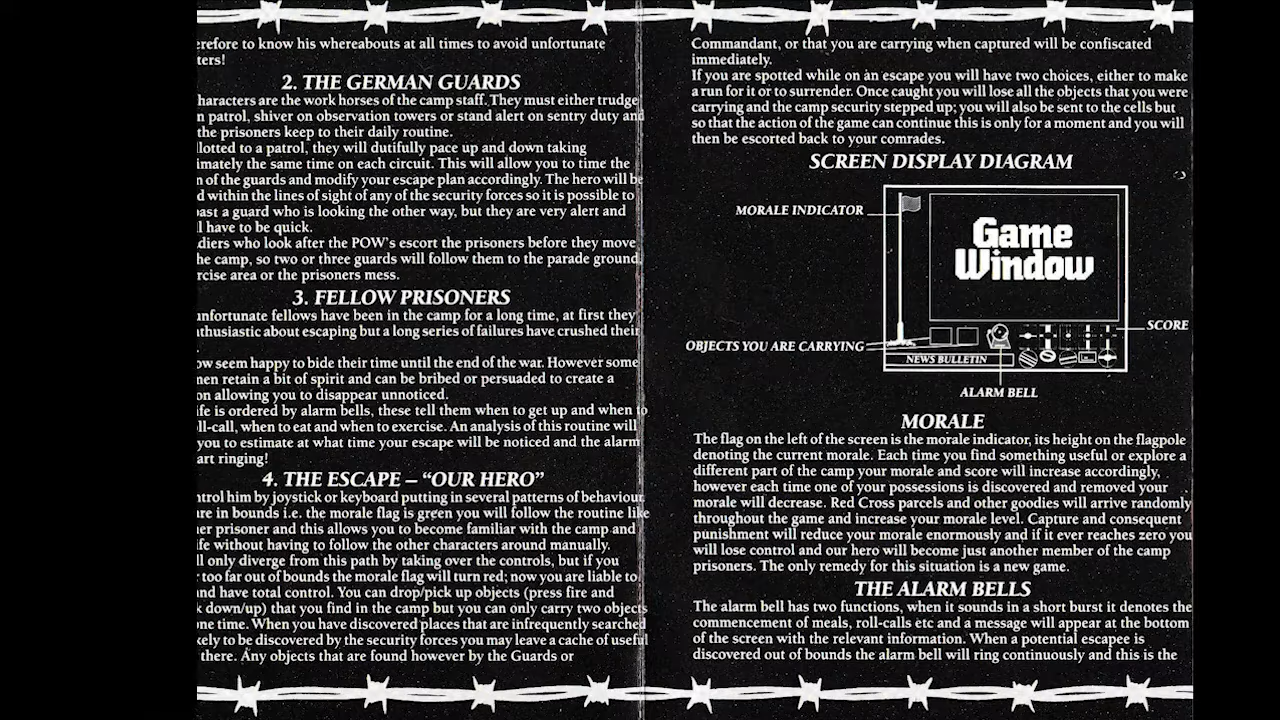 erefore to know his whereabouts at all times to avoid unfortunate
ters!
2. THE GERMAN GUARDS
haracters are the work horses of the camp staff. They must either trudge
n patrol, shiver on observation towers or stand alert on sentry duty and
the prisoners keep to their daily routine.
llotted to a patrol, they will dutifully pace up and down taking
imately the same time on each circuit. This will allow you to time the
n of the guards and modify your escape plan accordingly. The hero will be
d within the lines of sight of any of the security forces so it is possible to
past a guard who is looking the other way, but they are very alert and
l have to be quick.
diers who look after the POW's escort the prisoners before they move
he camp, so two or three guards will follow them to the parade ground,
rcise area or the prisoners mess.
3. FELLOW PRISONERS
unfortunate fellows have been in the camp for a long time, at first they
nthusiastic about escaping but a long series of failures have crushed their
ow seem happy to bide their time until the end of the war. However some
men retain a bit of spirit and can be bribed or persuaded to create a
on allowing you to disappear unnoticed.
ife is ordered by alarm bells, these tell them when to get up and when to
oll-call, when to eat and when to exercise. An analysis of this routine will
you to estimate at what time your escape will be noticed and the alarm
art ringing!
4. THE ESCAPE – “OUR HERO”
ntrol him by joystick or keyboard putting in several patterns of behaviour
ure in bounds i.e. the morale flag is green you will follow the routine like
her prisoner and this allows you to become familiar with the camp and
ife without having to follow the other characters around manually.
ll only diverge from this path by taking over the controls, but if you
r too far out of bounds the morale flag will turn red; now you are liable to
and have total control. You can drop/pick up objects (press fire and
k down/up) that you find in the camp but you can only carry two objects
one time. When you have discovered places that are infrequently searched
kely to be discovered by the security forces you may leave a cache of useful
there. Any objects that are found however by the Guards or
Commandant, or that you are carrying when captured will be confiscated
immediately.
If you are spotted while on an escape you will have two choices, either to make
a run for it or to surrender. Once caught you will lose all the objects that you were
carrying and the camp security stepped up; you will also be sent to the cells but
so that the action of the game can continue this is only for a moment and you will
then be escorted back to your comrades.
SCREEN DISPLAY DIAGRAM
MORALE INDICATOR
Game
Window
SCORE
OBJECTS YOU ARE CARRYING
NEWS BULLETIN
ALARM BELL
MORALE
The flag on the left of the screen is the morale indicator, its height on the flagpole
denoting the current morale. Each time you find something useful or explore a
different part of the camp your morale and score will increase accordingly,
however each time one of your possessions is discovered and removed your
morale will decrease. Red Cross parcels and other goodies will arrive randomly
throughout the game and increase your morale level. Capture and consequent
punishment will reduce your morale enormously and if it ever reaches zero you
will lose control and our hero will become just another member of the camp
prisoners. The only remedy for this situation is a new game.
THE ALARM BELLS
The alarm bell has two functions, when it sounds in a short burst it denotes the
commencement of meals, roll-calls etc and a message will appear at the bottom
of the screen with the relevant information. When a potential escapee is
discovered out of bounds the alarm bell will ring continuously and this is the